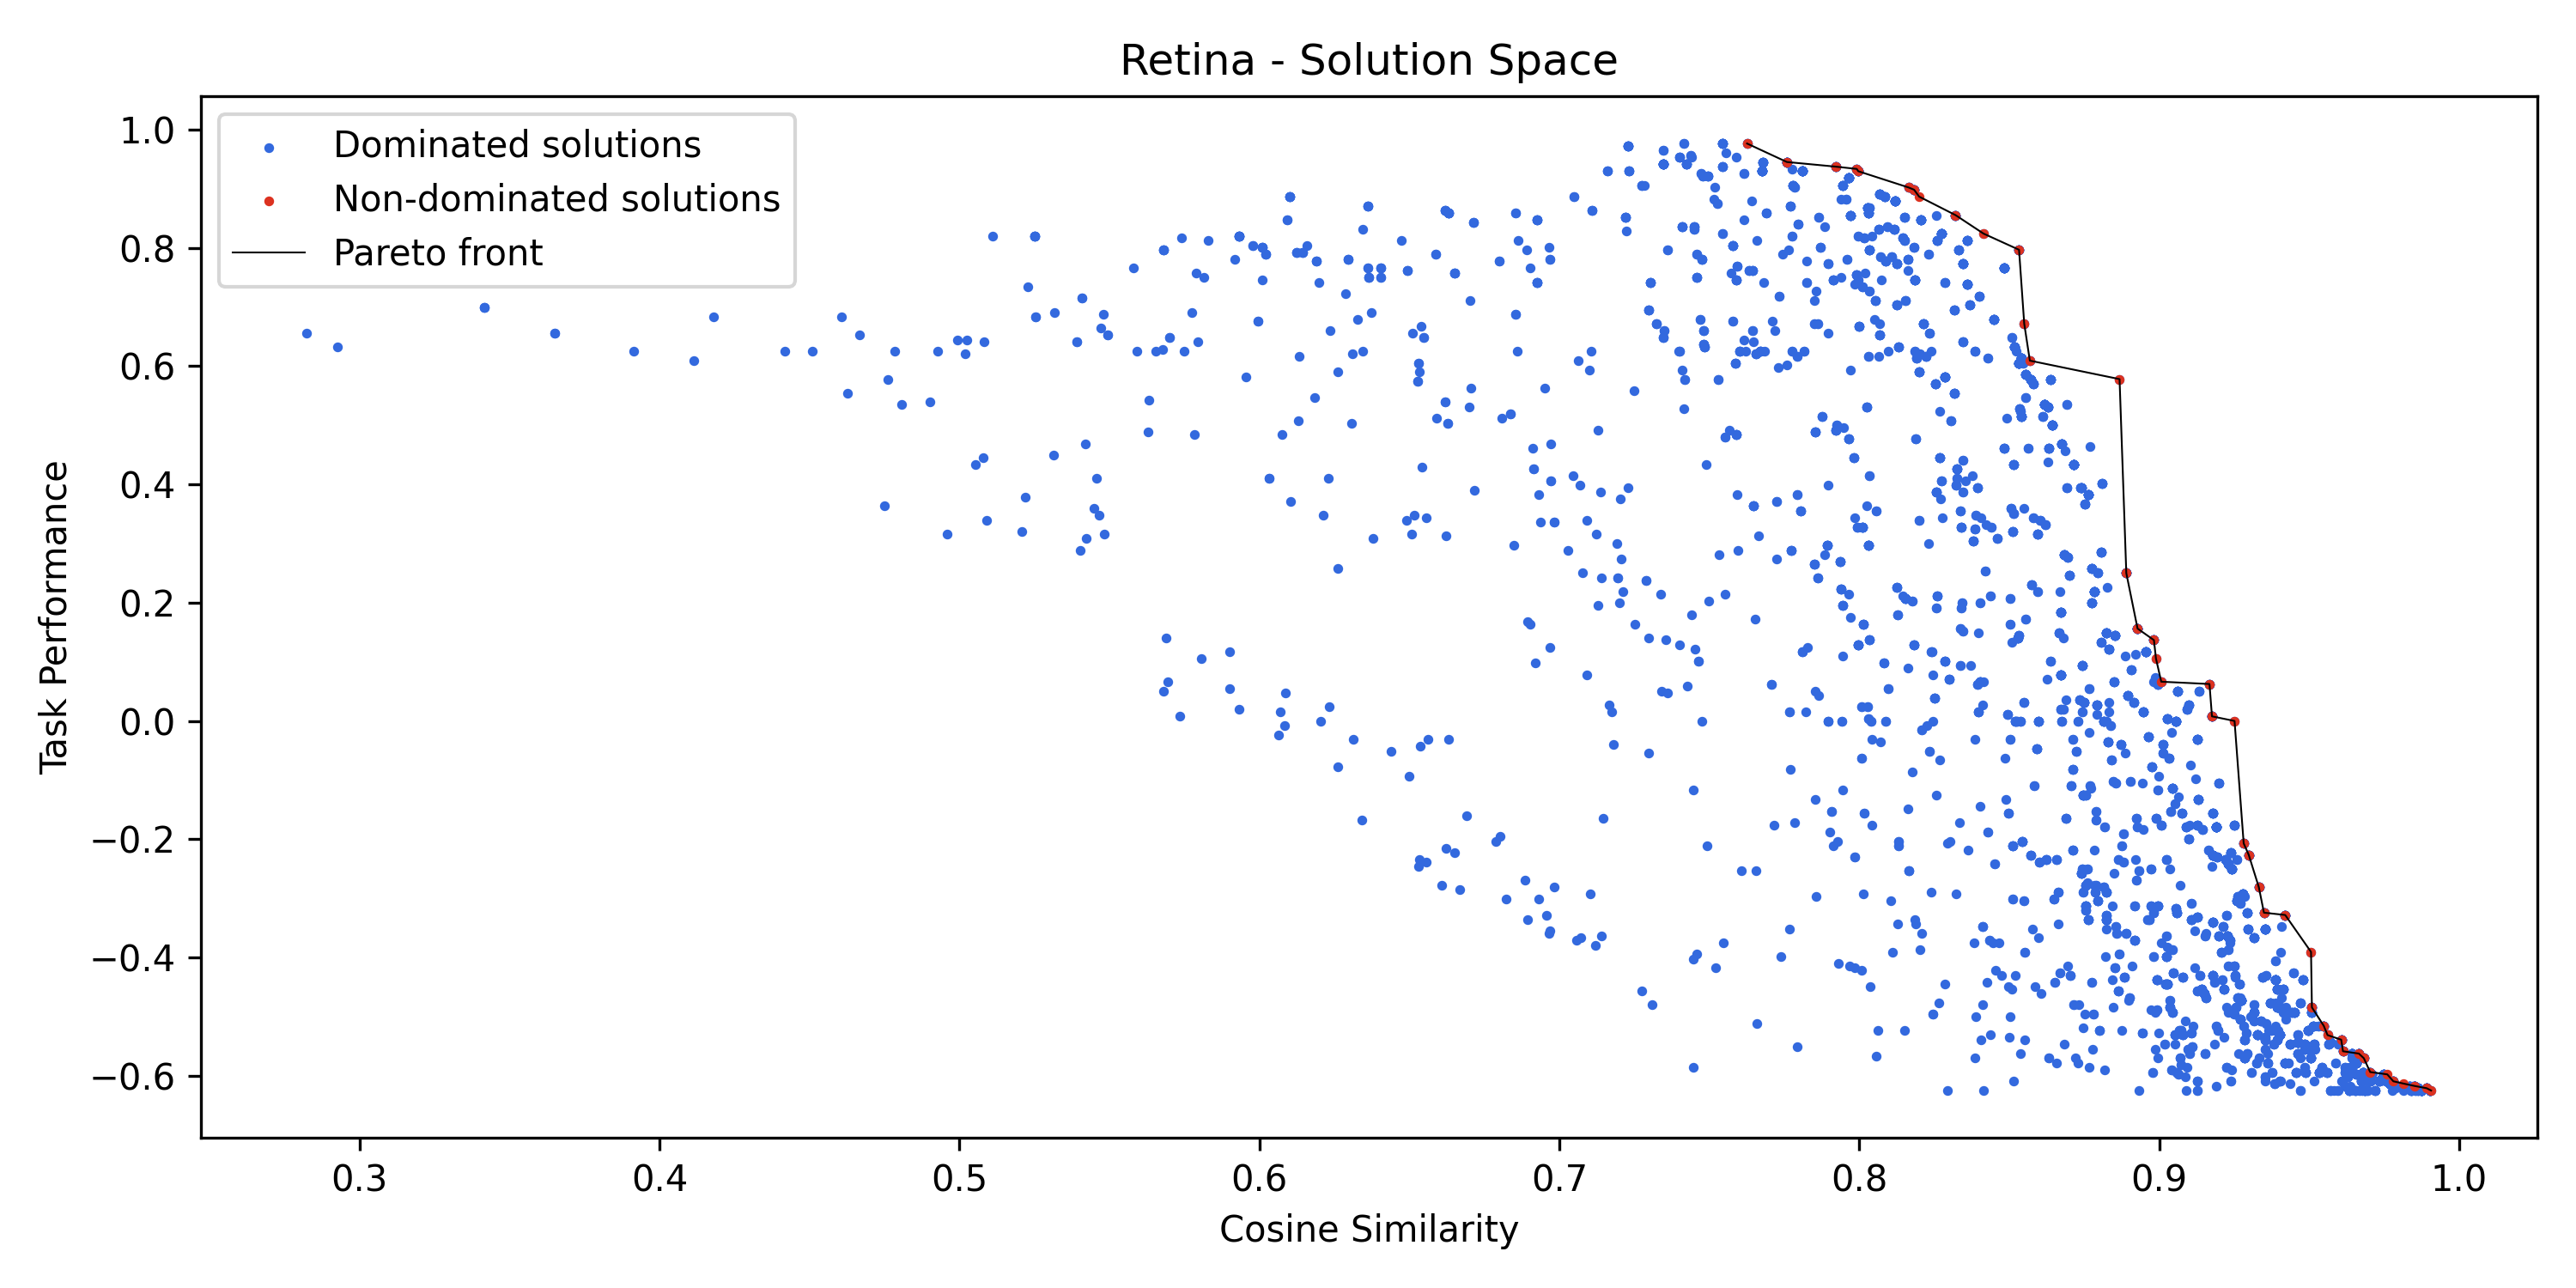 Retina - Solution Space
Dominated solutions
Non-dominated solutions
Pareto front
Task Performance
1.0
0.8
0.6
0.4
0.2
0.0
−0.2
−0.4
−0.6
0.3 0.4 0.5 0.6 0.7 0.8 0.9 1.0
Cosine Similarity